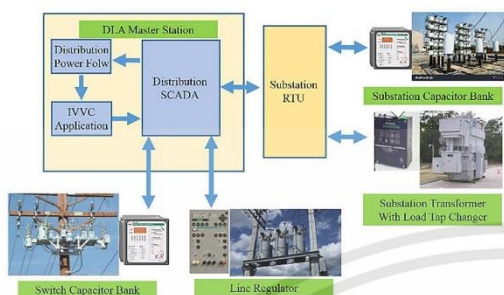 DLA Master Station
Distribution
Power Folw
Distribution
SCADA
IVVC
Application
Substation
RTU
Substation Capacitor Bank
Substation
Transformer
With Load Tap Changer
Switch Capacitor Bank
Line Regulator